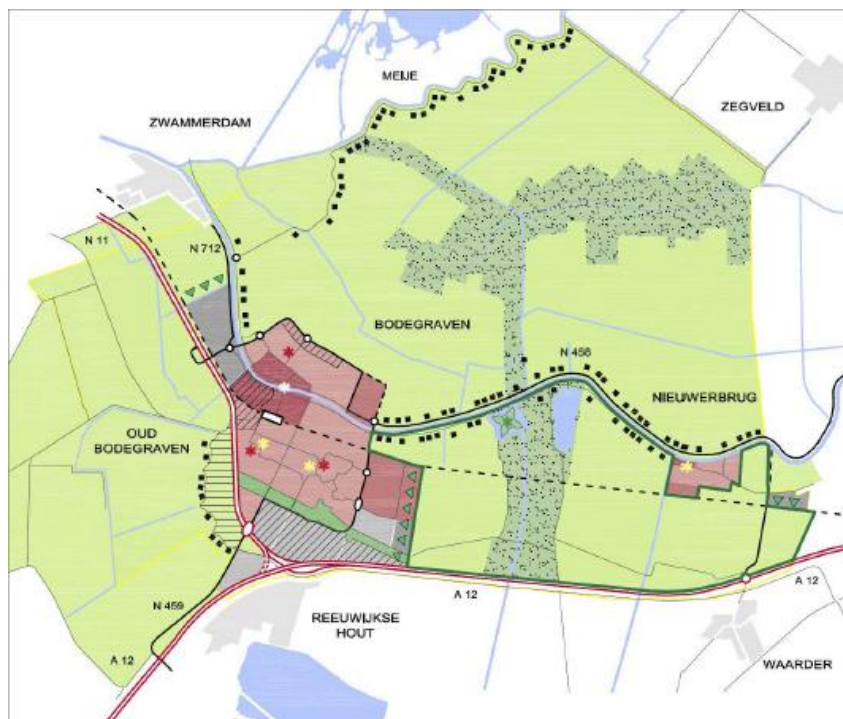 MEIJE
ZEGVELD
ZWAMMERDAM
N 11
N 712
BODEGRAVEN
N 458
NIEUWERBRUG
OUD
BODEGRAVEN
N 459
A 12
A 12
REEUWIJKSE
HOUT
A 12
WAARDER